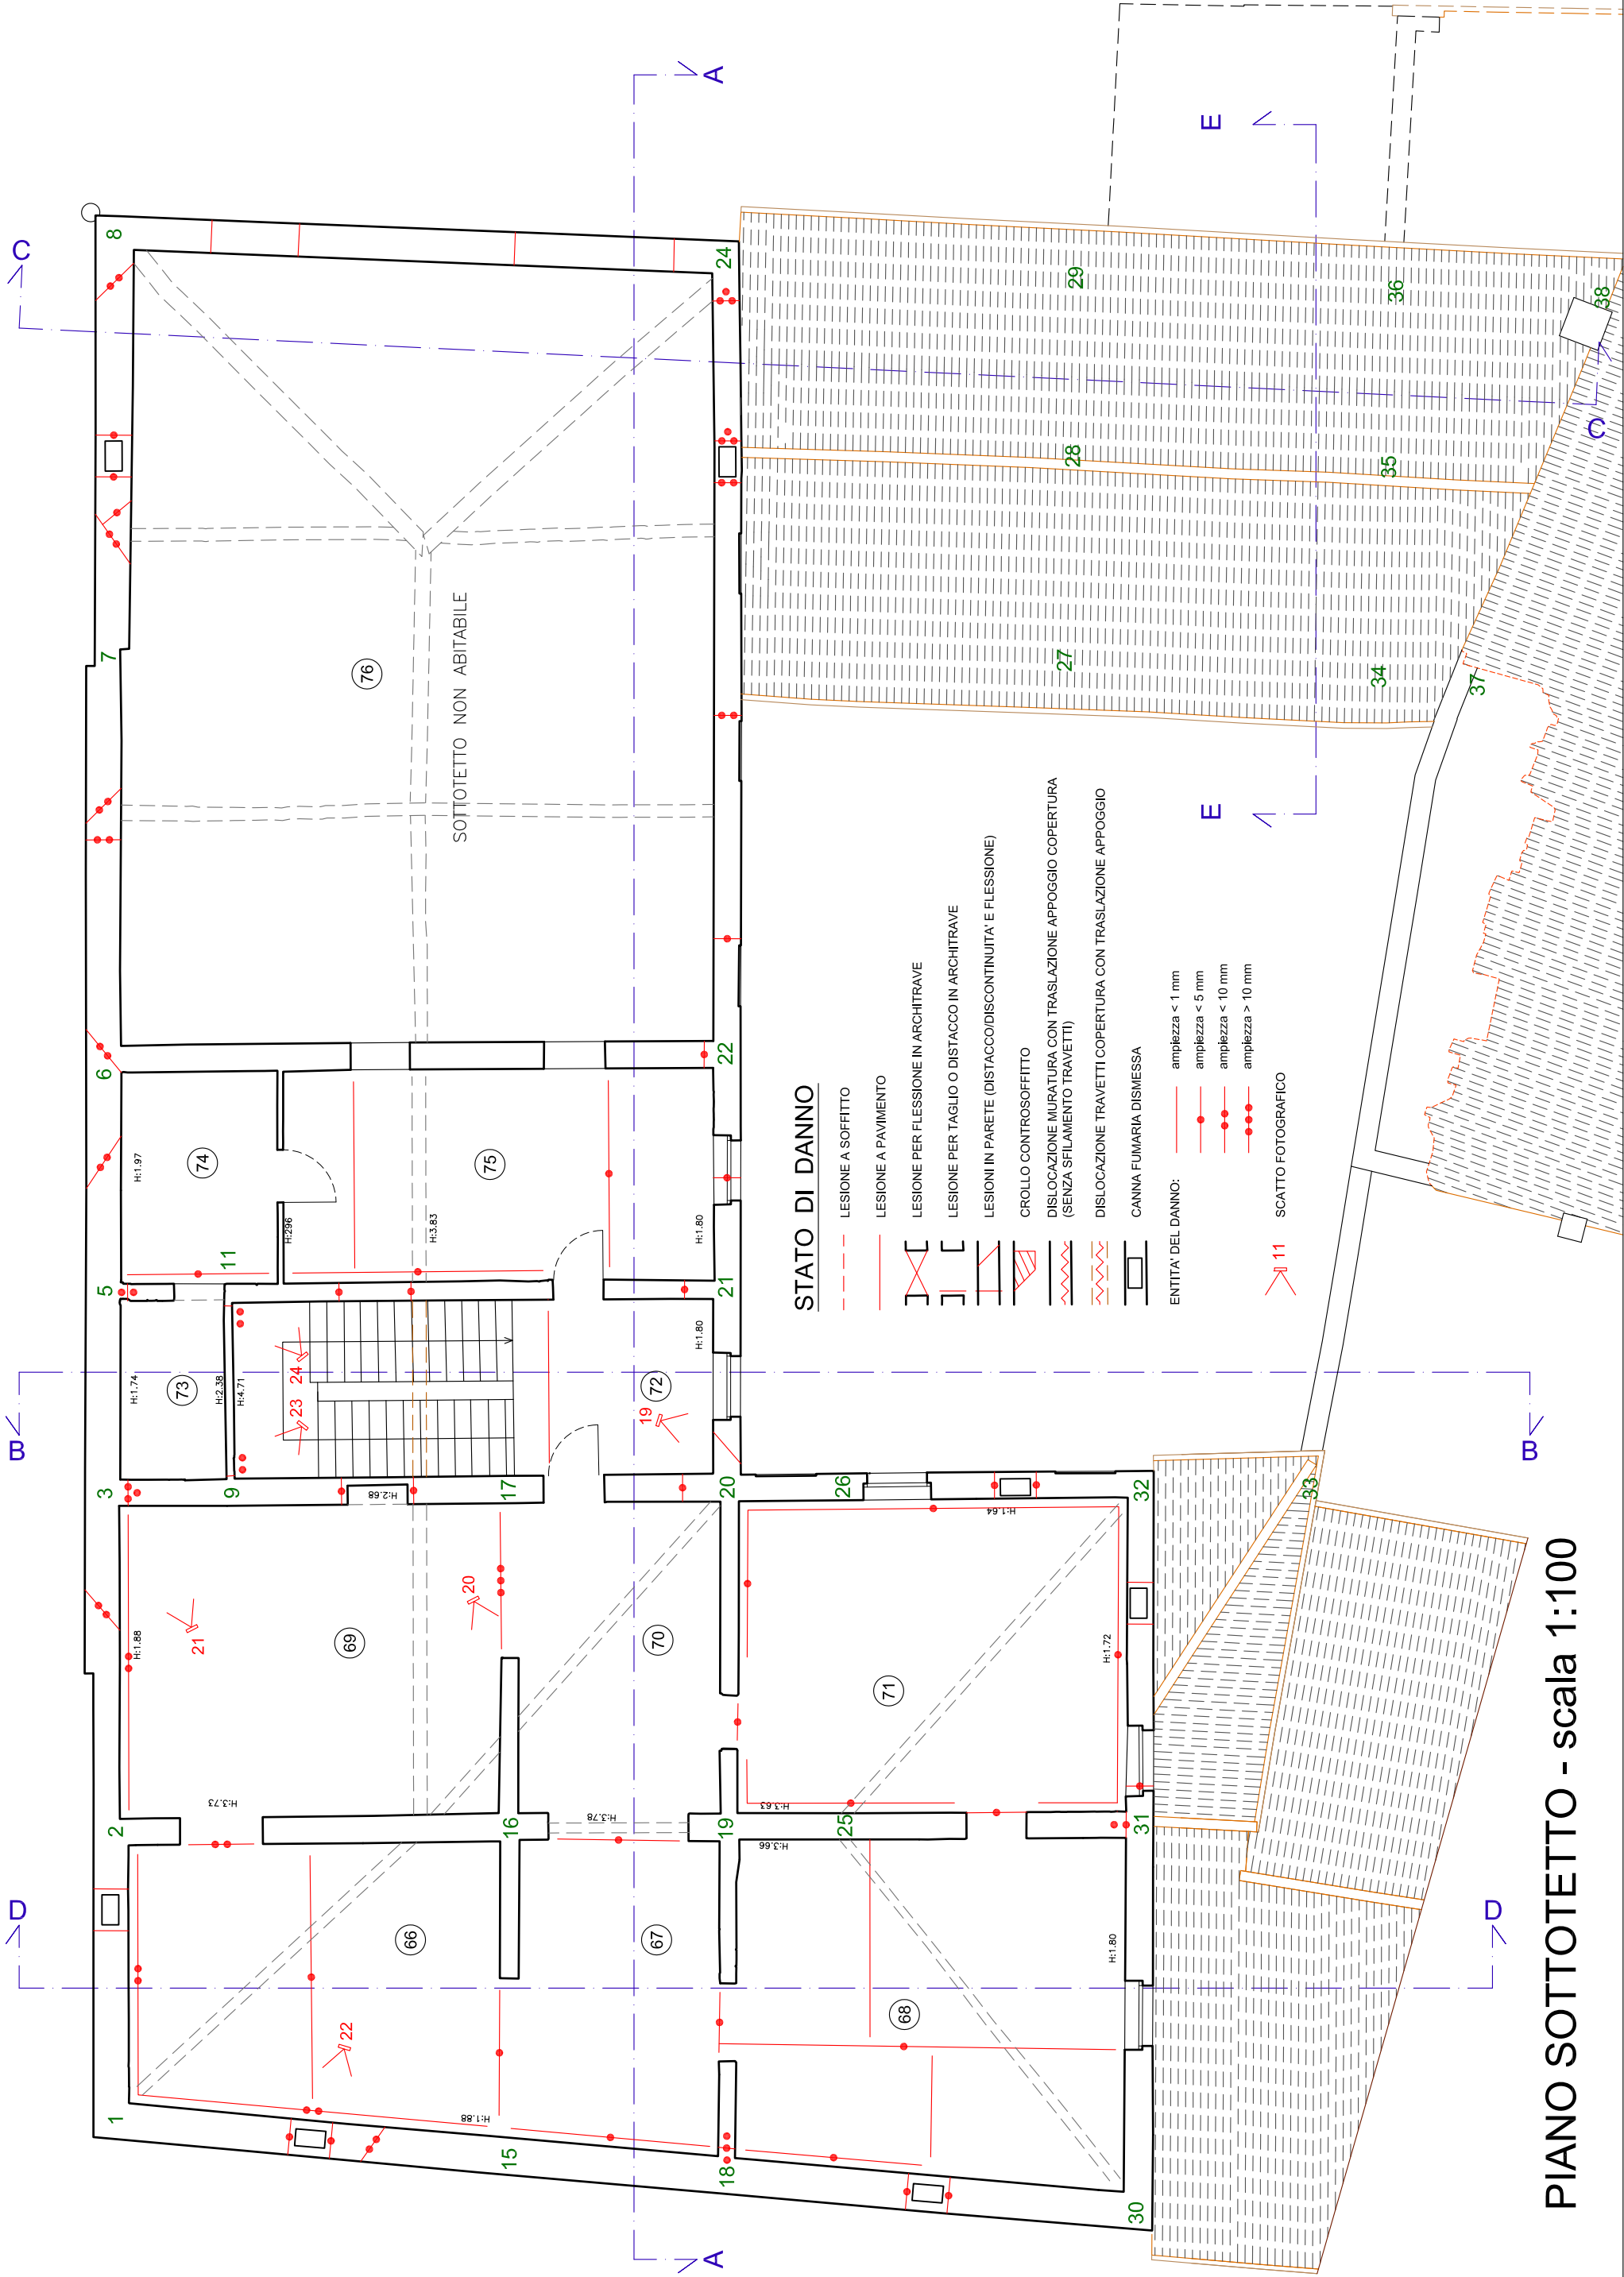 PIANO SOTTOTETTO - scala 1:100
STATO DI DANNO
LESIONE A SOFFITTO
LESIONE A PAVIMENTO
LESIONE PER FLESSIONE IN ARCHITRAVE
LESIONE PER TAGLIO O DISTACCO IN ARCHITRAVE
LESIONI IN PARETE (DISTACCO/DISCONTINUITA' E FLESSIONE)
CROLLO CONTROSOFFITTO
DISLOCAZIONE MURATURA CON TRASLAZIONE APPOGGIO COPERTURA
(SENZA SFILAMENTO TRAVETTI)
DISLOCAZIONE TRAVETTI COPERTURA CON TRASLAZIONE APPOGGIO
CANNA FUMARIA DISMESSA
ENTITA' DEL DANNO:
ampiezza < 1 mm
ampiezza < 5 mm
ampiezza < 10 mm
ampiezza > 10 mm
11
SCATTO FOTOGRAFICO
SOTTOTETTO NON ABITABILE
1
2
3
5
6
7
8
9
11
15
16
17
18
19
20
21
22
24
25
26
27
28
29
30
31
32
33
34
35
36
37
38
66
67
68
69
70
71
72
73
74
75
76
19
20
21
22
23
24
H:1.88
H:3.73
H:1.88
H:3.78
H:3.66
H:3.63
H:1.80
H:1.72
H:1.64
H:2.68
H:1.74
H:2.38
H:4.71
H:1.80
H:1.97
H:296
H:3.83
H:1.80
A
A
B
B
C
C
D
D
E
E